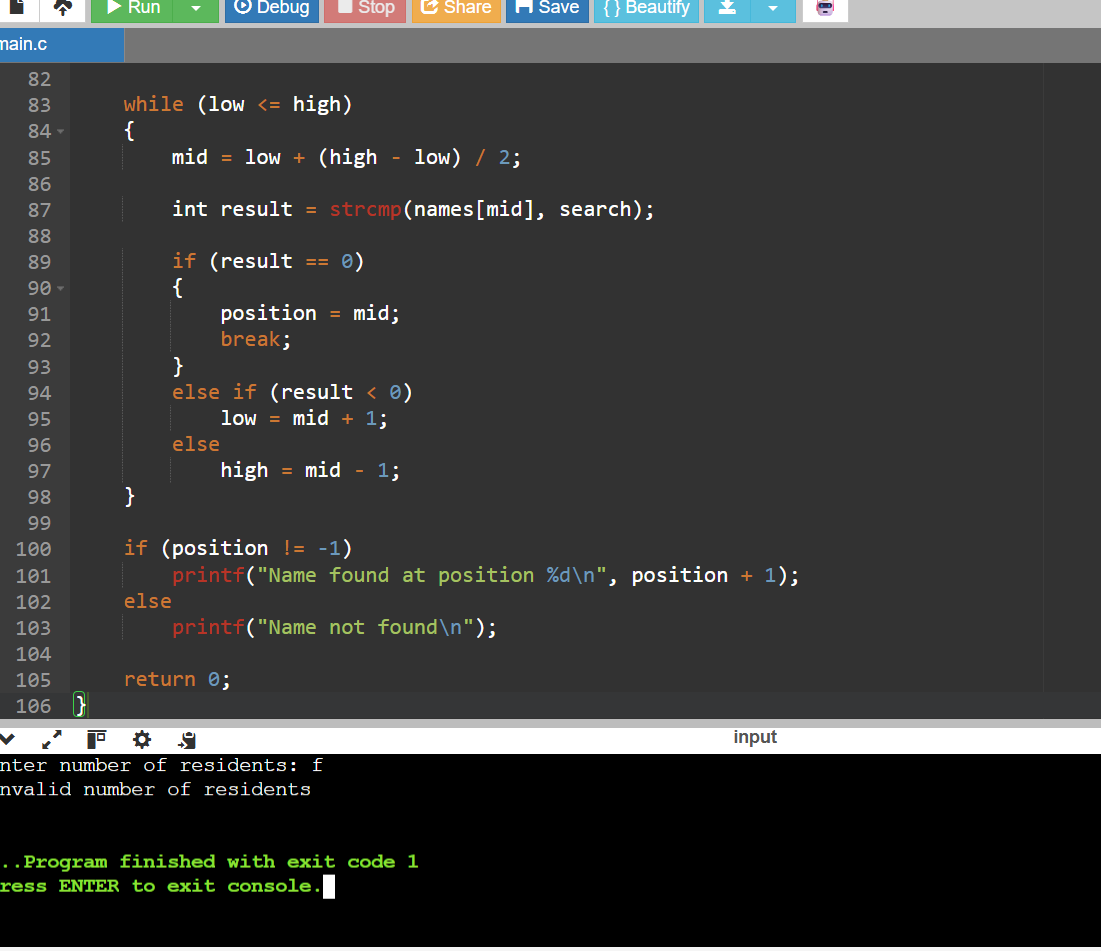 Run Debug Stop Share Save {} Beautify
main.c
82
83 while (low <= high)
84 {
85 mid = low + (high - low) / 2;
86
87 int result = strcmp(names[mid], search);
88
89 if (result == 0)
90 {
91 position = mid;
92 break;
93 }
94 else if (result < 0)
95 low = mid + 1;
96 else
97 high = mid - 1;
98 }
99
100 if (position != -1)
101 printf("Name found at position %d\n", position + 1);
102 else
103 printf("Name not found\n");
104
105 return 0;
106 }
input
nter number of residents: f
nvalid number of residents
..Program finished with exit code 1
ress ENTER to exit console.